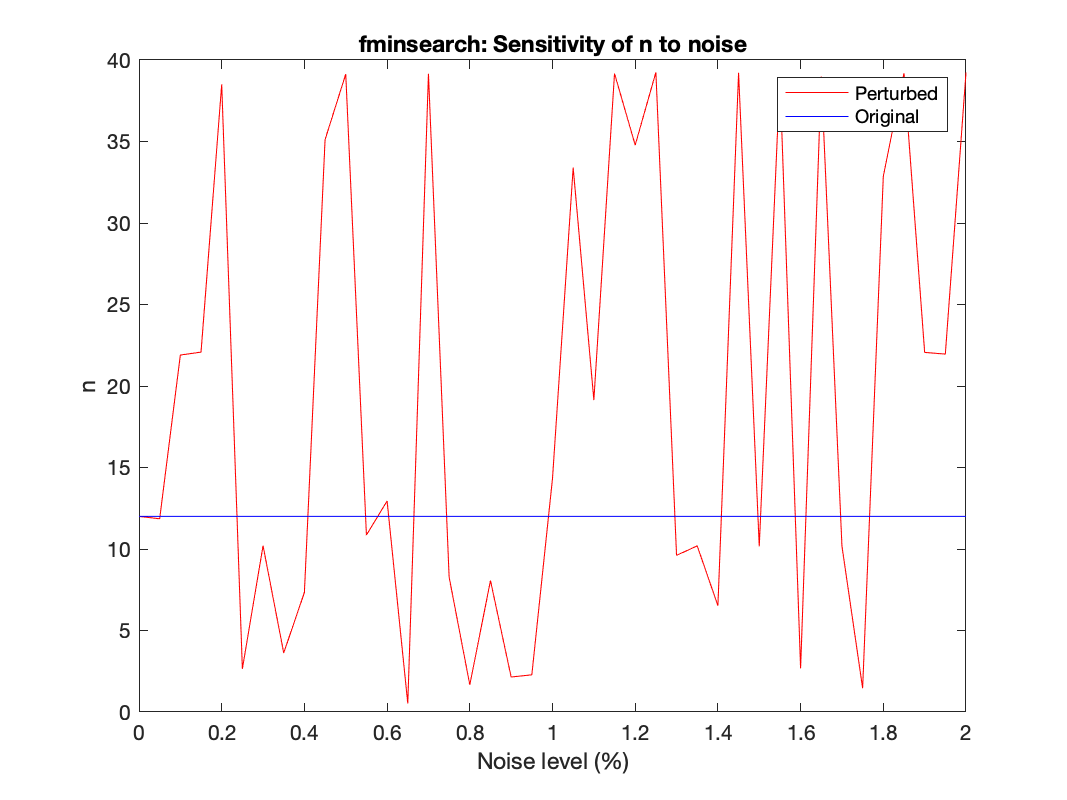 fminsearch: Sensitivity of n to noise
40
35
30
25
20
15
10
5
0
n
Perturbed
Original
0 0.2 0.4 0.6 0.8 1 1.2 1.4 1.6 1.8 2
Noise level (%)